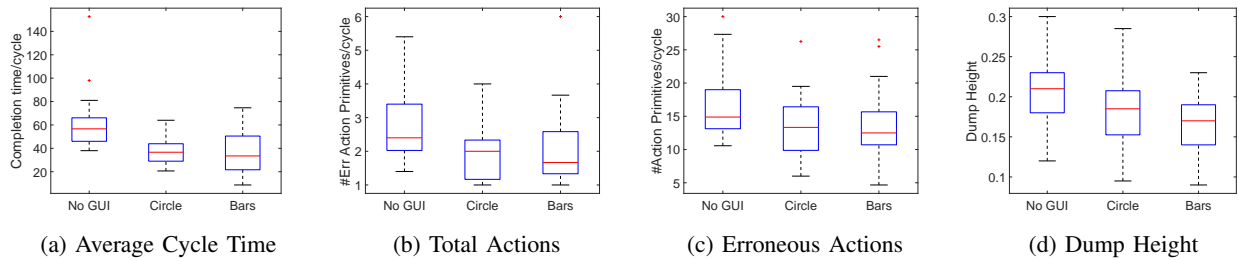 Completion time/cycle
140
120
100
80
60
40
20
No GUI Circle Bars
(a) Average Cycle Time
#Err Action Primitives/cycle
6
5
4
3
2
1
No GUI Circle Bars
(b) Total Actions
#Action Primitives/cycle
30
25
20
15
10
5
No GUI Circle Bars
(c) Erroneous Actions
Dump Height
0.3
0.25
0.2
0.15
0.1
No GUI Circle Bars
(d) Dump Height